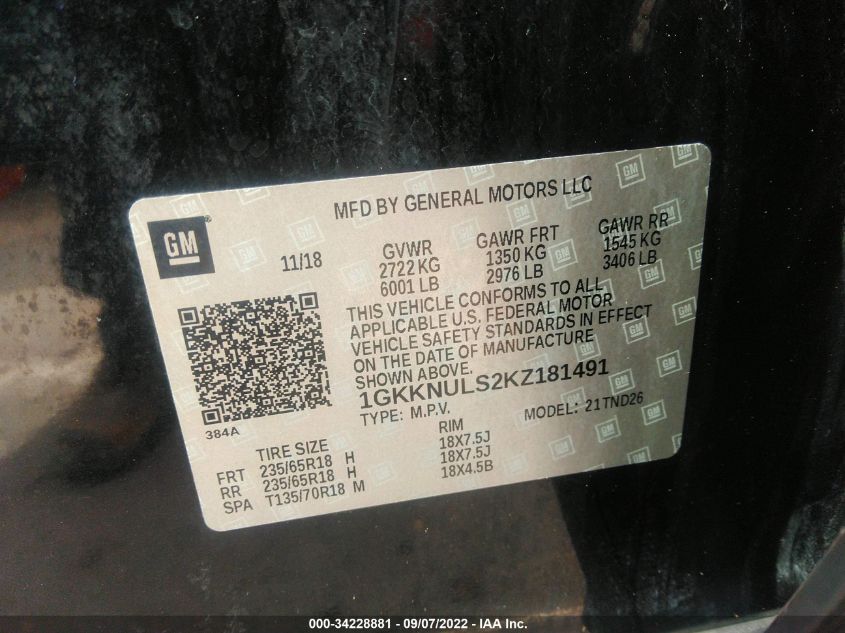 MFD BY GENERAL MOTORS LLC
GM
11/18
GVWR GAWR FRT GAWR RR
2722 KG 1350 KG 1545 KG
6001 LB 2976 LB 3406 LB
THIS VEHICLE CONFORMS TO ALL
APPLICABLE U.S. FEDERAL MOTOR
VEHICLE SAFETY STANDARDS IN EFFECT
ON THE DATE OF MANUFACTURE
SHOWN ABOVE.
1GKKNULS2KZ181491
TYPE: M.P.V. MODEL: 21TND26
384A
TIRE SIZE RIM
FRT 235/65R18 H 18X7.5J
RR 235/65R18 H 18X7.5J
SPA T135/70R18 M 18X4.5B
000-34228881 - 09/07/2022 - IAA Inc.